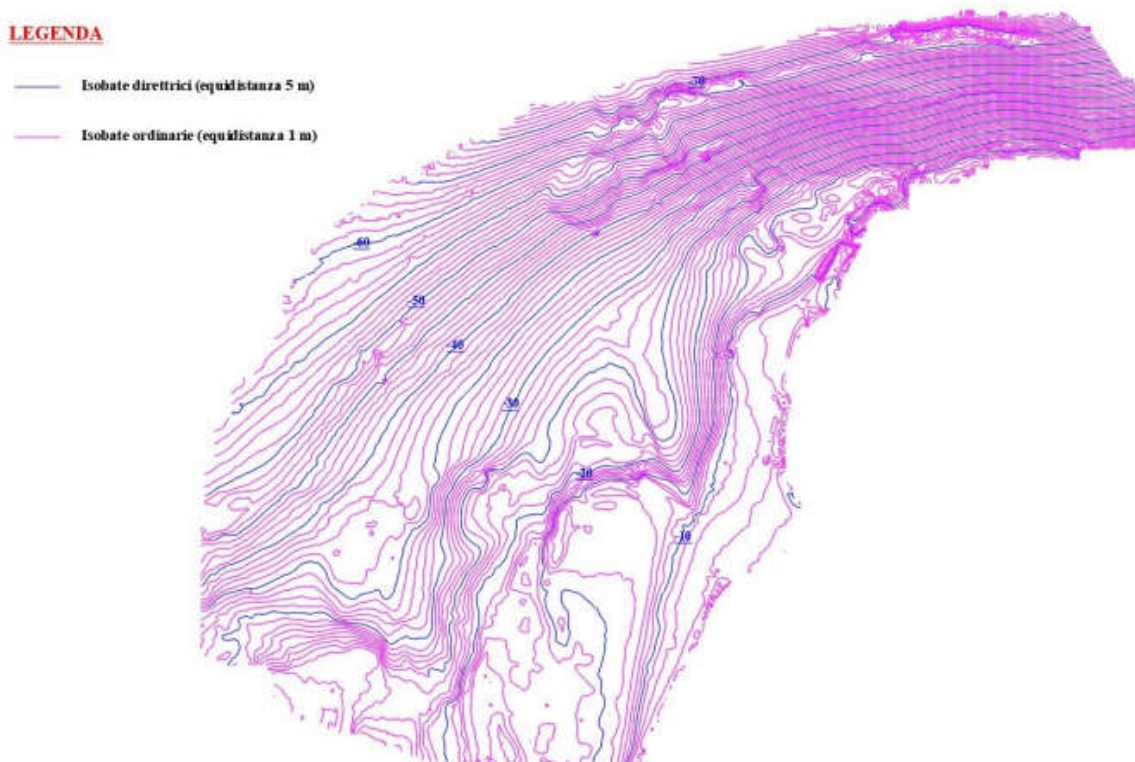 LEGENDA
Isobate direttrici (equidistanza 5 m)
Isobate ordinarie (equidistanza 1 m)
-70
-60
-50
-40
-30
-20
-10